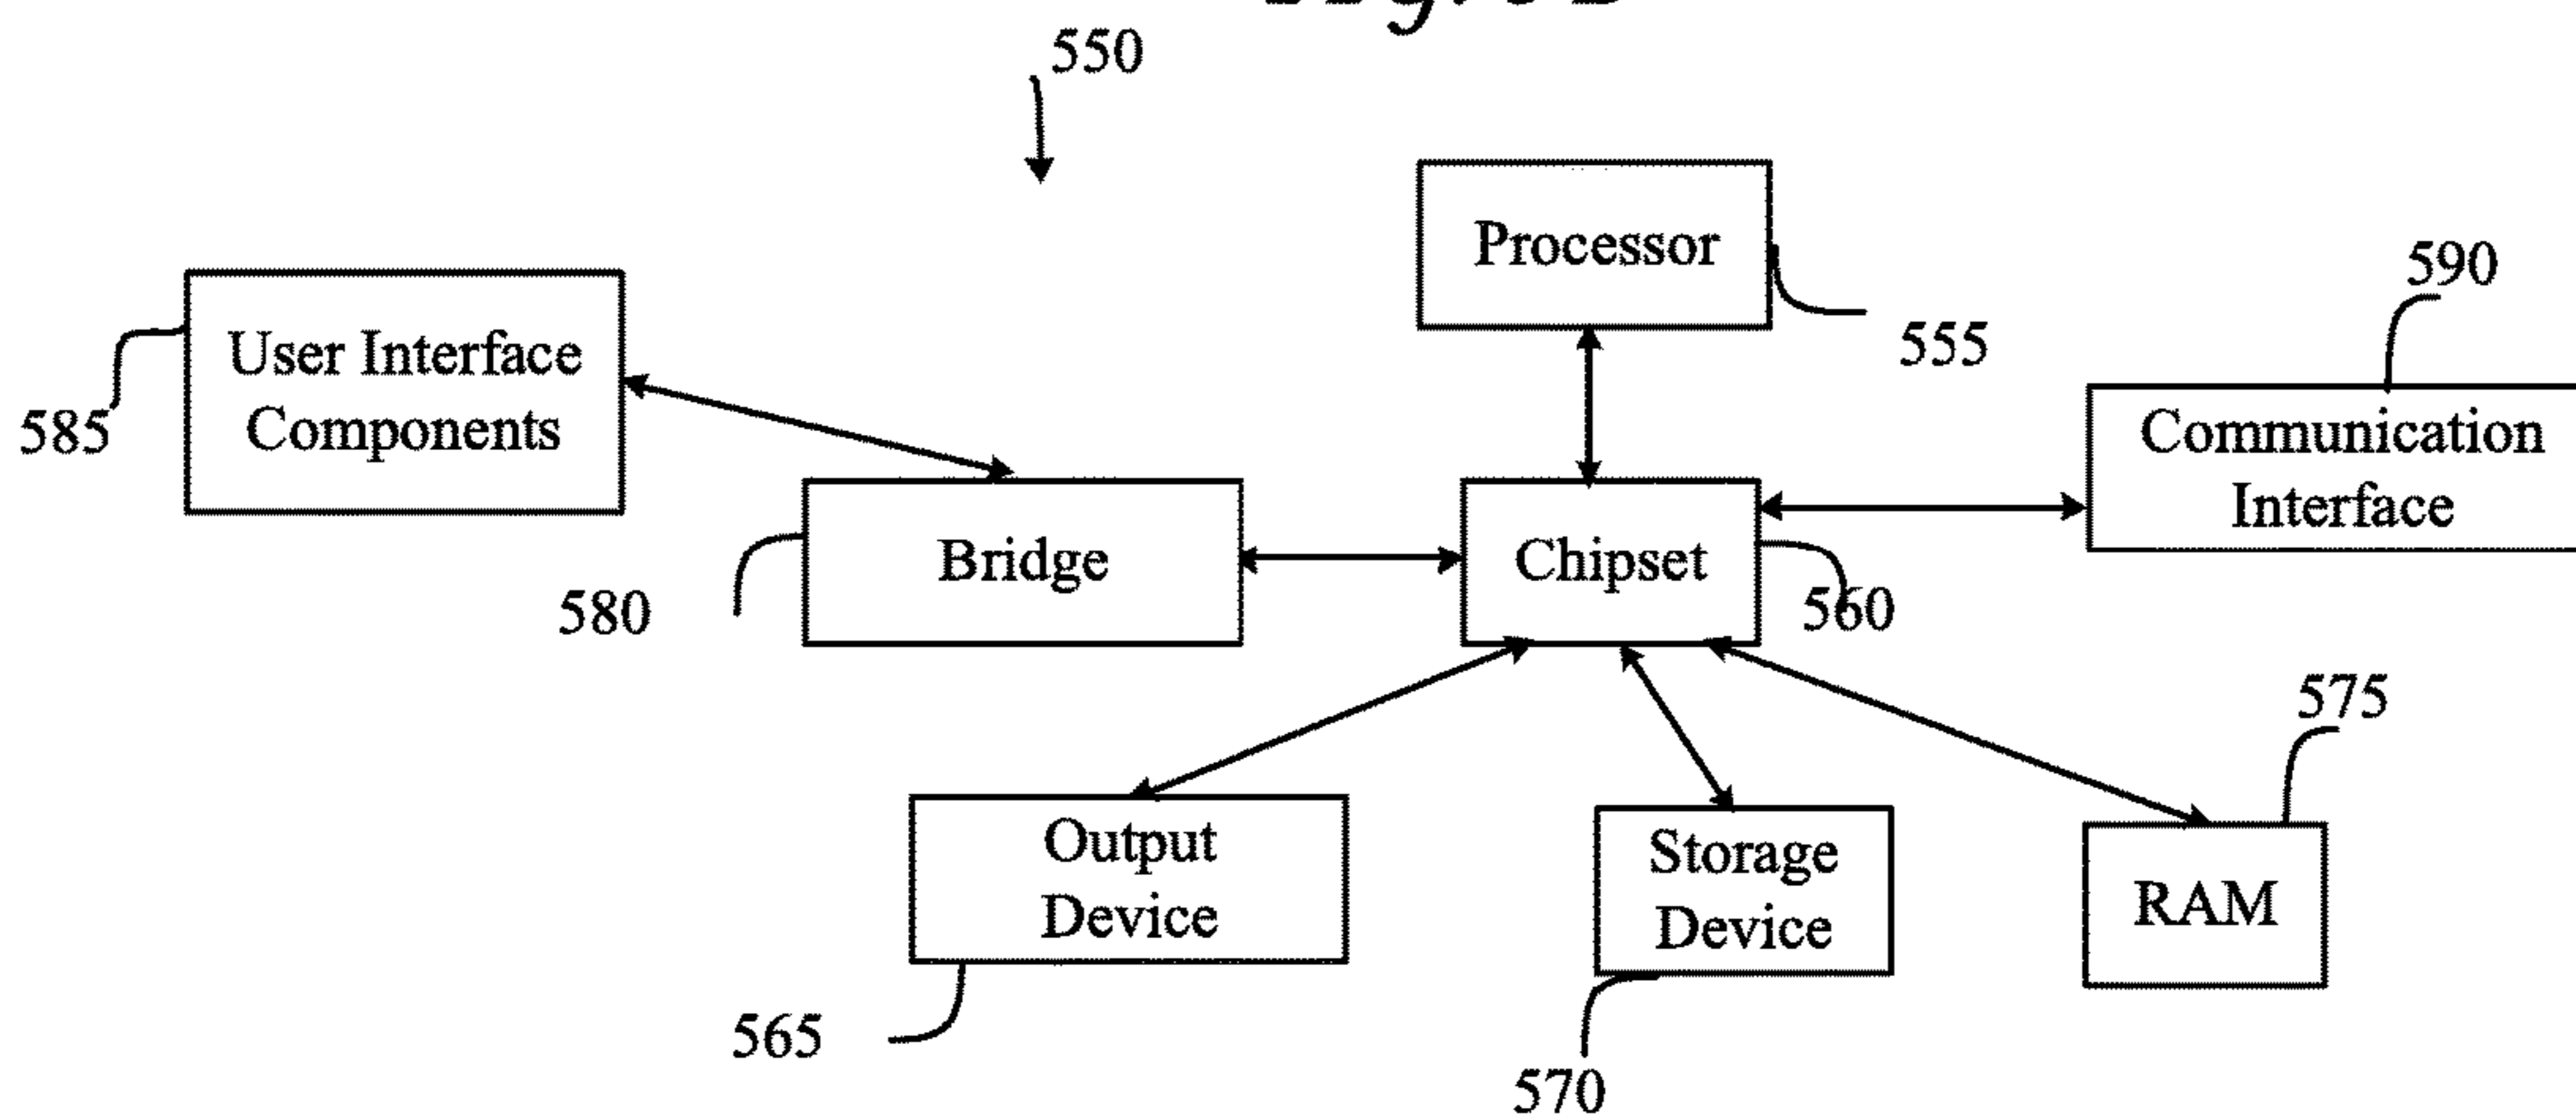 550
Processor
590
User Interface
Components
555
585
Communication
Interface
Bridge
Chipset
580
560
575
Output
Device
Storage
Device
RAM
565
570